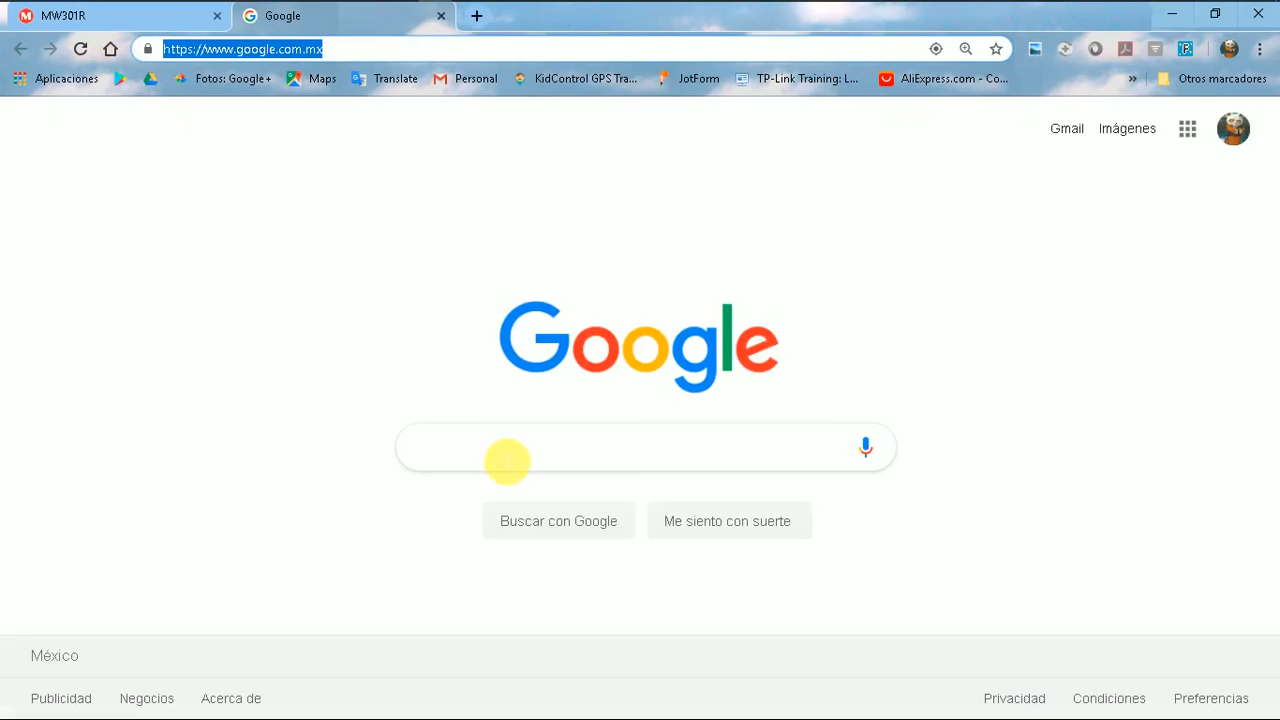 MW301R
Google
https://www.google.com.mx
Aplicaciones
Fotos: Google+
Maps
Translate
Personal
KidControl GPS Tra...
JotForm
TP-Link Training: L...
AliExpress.com - Co...
»
Otros marcadores
Gmail
Imágenes
Google
Buscar con Google
Me siento con suerte
México
Publicidad
Negocios
Acerca de
Privacidad
Condiciones
Preferencias